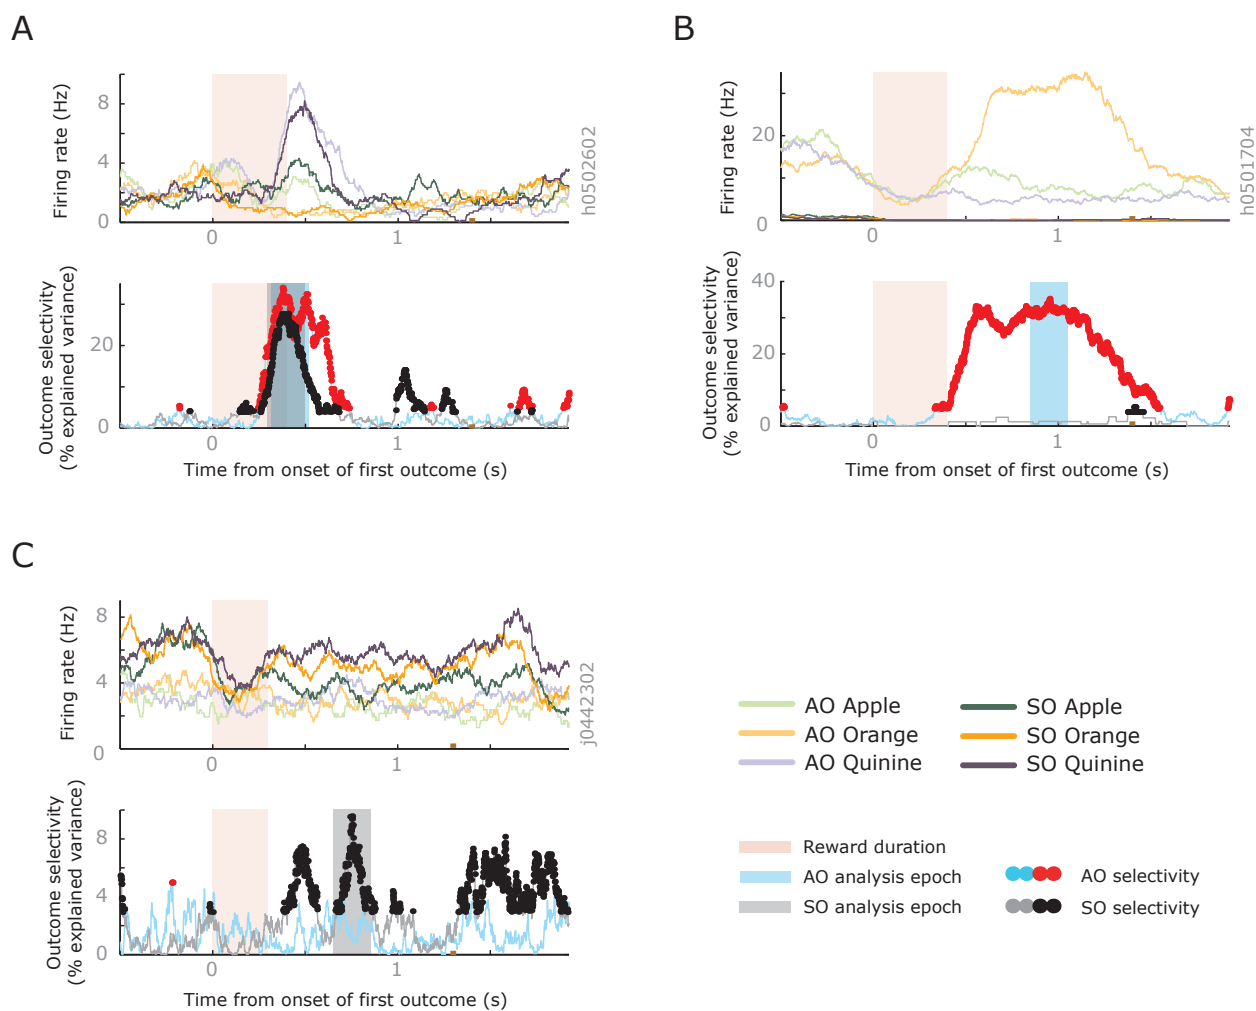 A
Firing rate (Hz)
8
4
0
0
1
h0502602
Outcome selectivity
(% explained variance)
20
0
0
1
Time from onset of first outcome (s)
B
Firing rate (Hz)
20
0
0
1
h0501704
Outcome selectivity
(% explained variance)
40
20
0
0
1
Time from onset of first outcome (s)
C
Firing rate (Hz)
8
4
0
0
1
j0442302
Outcome selectivity
(% explained variance)
8
4
0
0
1
Time from onset of first outcome (s)
AO Apple
SO Apple
AO Orange
SO Orange
AO Quinine
SO Quinine
Reward duration
AO analysis epoch
AO selectivity
SO analysis epoch
SO selectivity